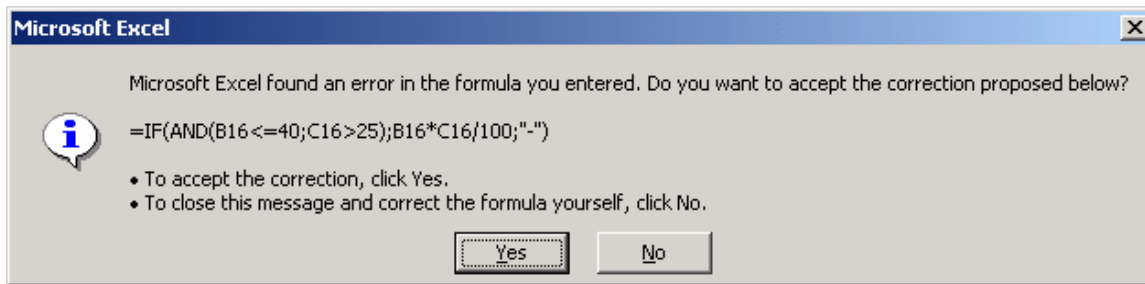 Microsoft Excel
Microsoft Excel found an error in the formula you entered. Do you want to accept the correction proposed below?
=IF(AND(B16<=40;C16>25);B16*C16/100;"-")
• To accept the correction, click Yes.
• To close this message and correct the formula yourself, click No.
Yes No